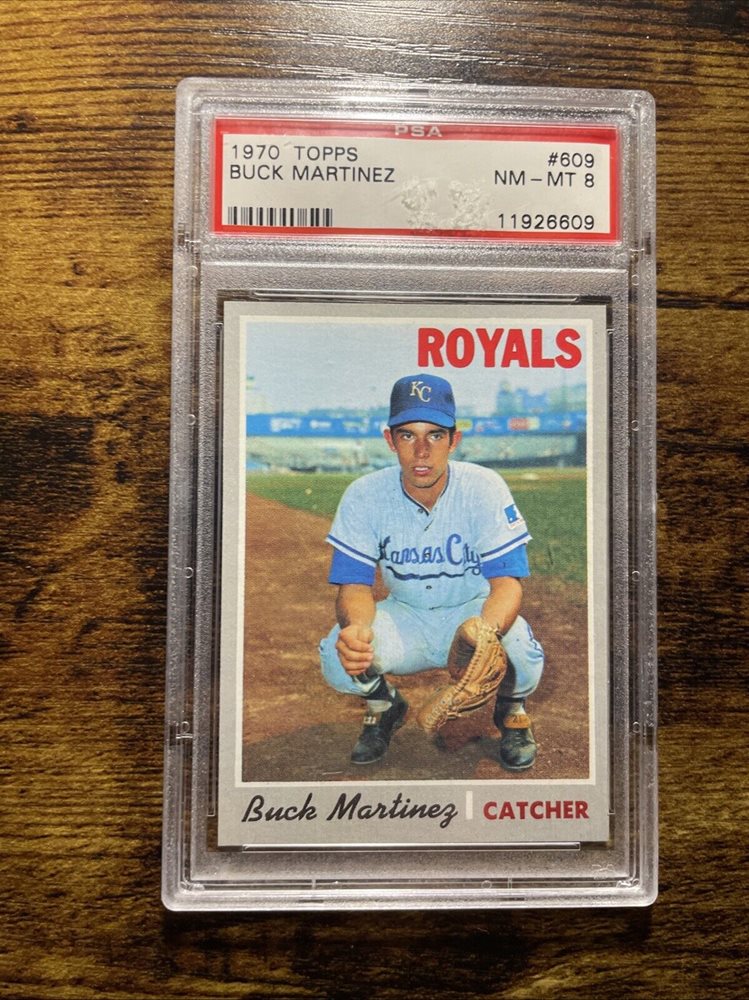 PSA
1970 TOPPS #609
BUCK MARTINEZ NM-MT 8
11926609
ROYALS
KC
Kansas City
Buck Martinez CATCHER